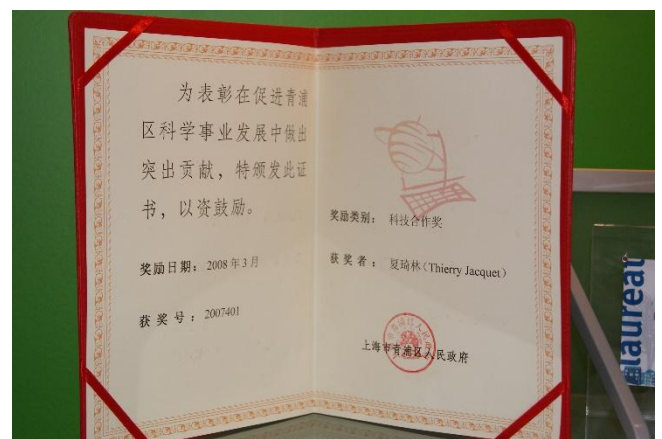 为表彰在促进青浦
区科学事业发展中做出
突出贡献，特颁发此证
书，以资鼓励。
奖励日期：2008年3月
获奖号：2007401
奖励类别：科技合作奖
获奖者：夏琦林（Thierry Jacquet）
上海市青浦区人民政府
laureat